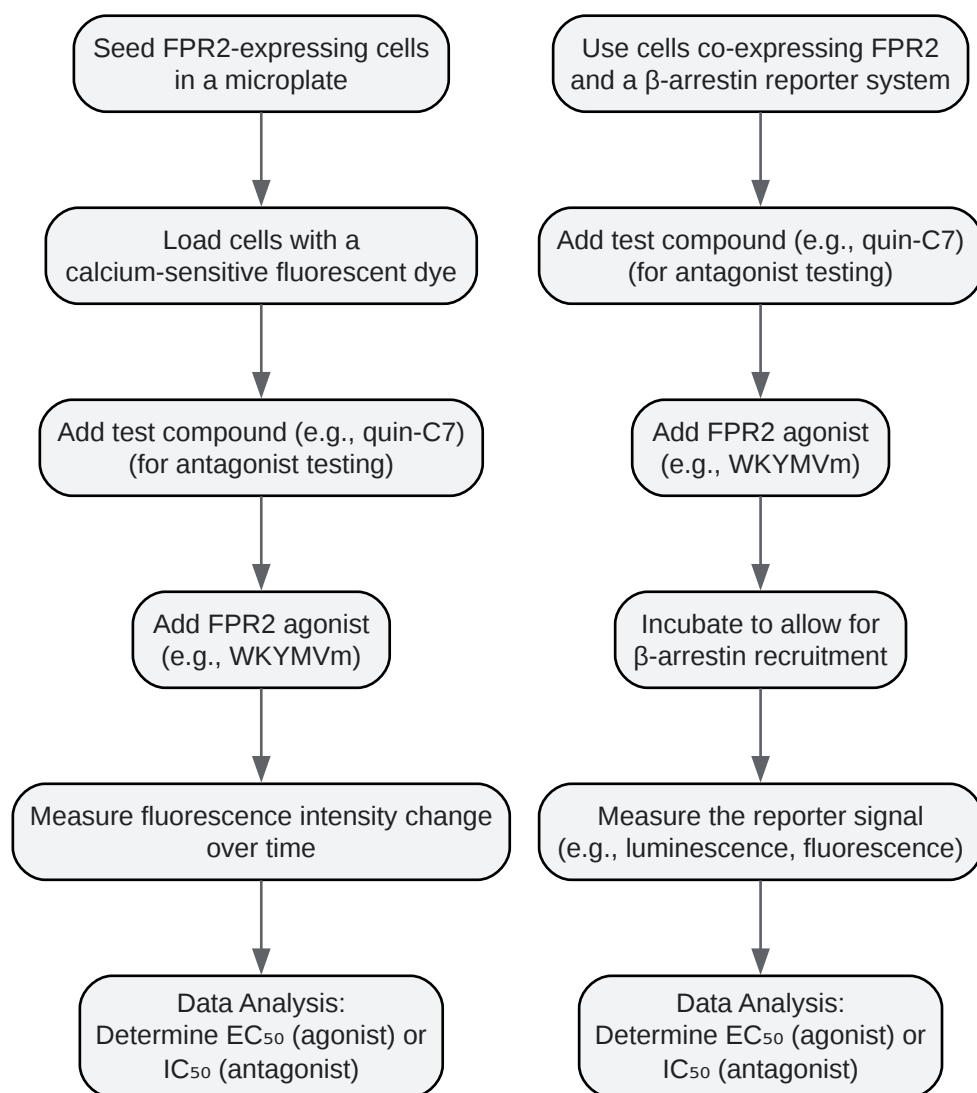 Seed FPR2-expressing cells
in a microplate
Load cells with a
calcium-sensitive fluorescent dye
Add test compound (e.g., quin-C7)
(for antagonist testing)
Add FPR2 agonist
(e.g., WKYMVm)
Measure fluorescence intensity change
over time
Data Analysis:
Determine EC₅₀ (agonist) or
IC₅₀ (antagonist)
Use cells co-expressing FPR2
and a β-arrestin reporter system
Add test compound (e.g., quin-C7)
(for antagonist testing)
Add FPR2 agonist
(e.g., WKYMVm)
Incubate to allow for
β-arrestin recruitment
Measure the reporter signal
(e.g., luminescence, fluorescence)
Data Analysis:
Determine EC₅₀ (agonist) or
IC₅₀ (antagonist)